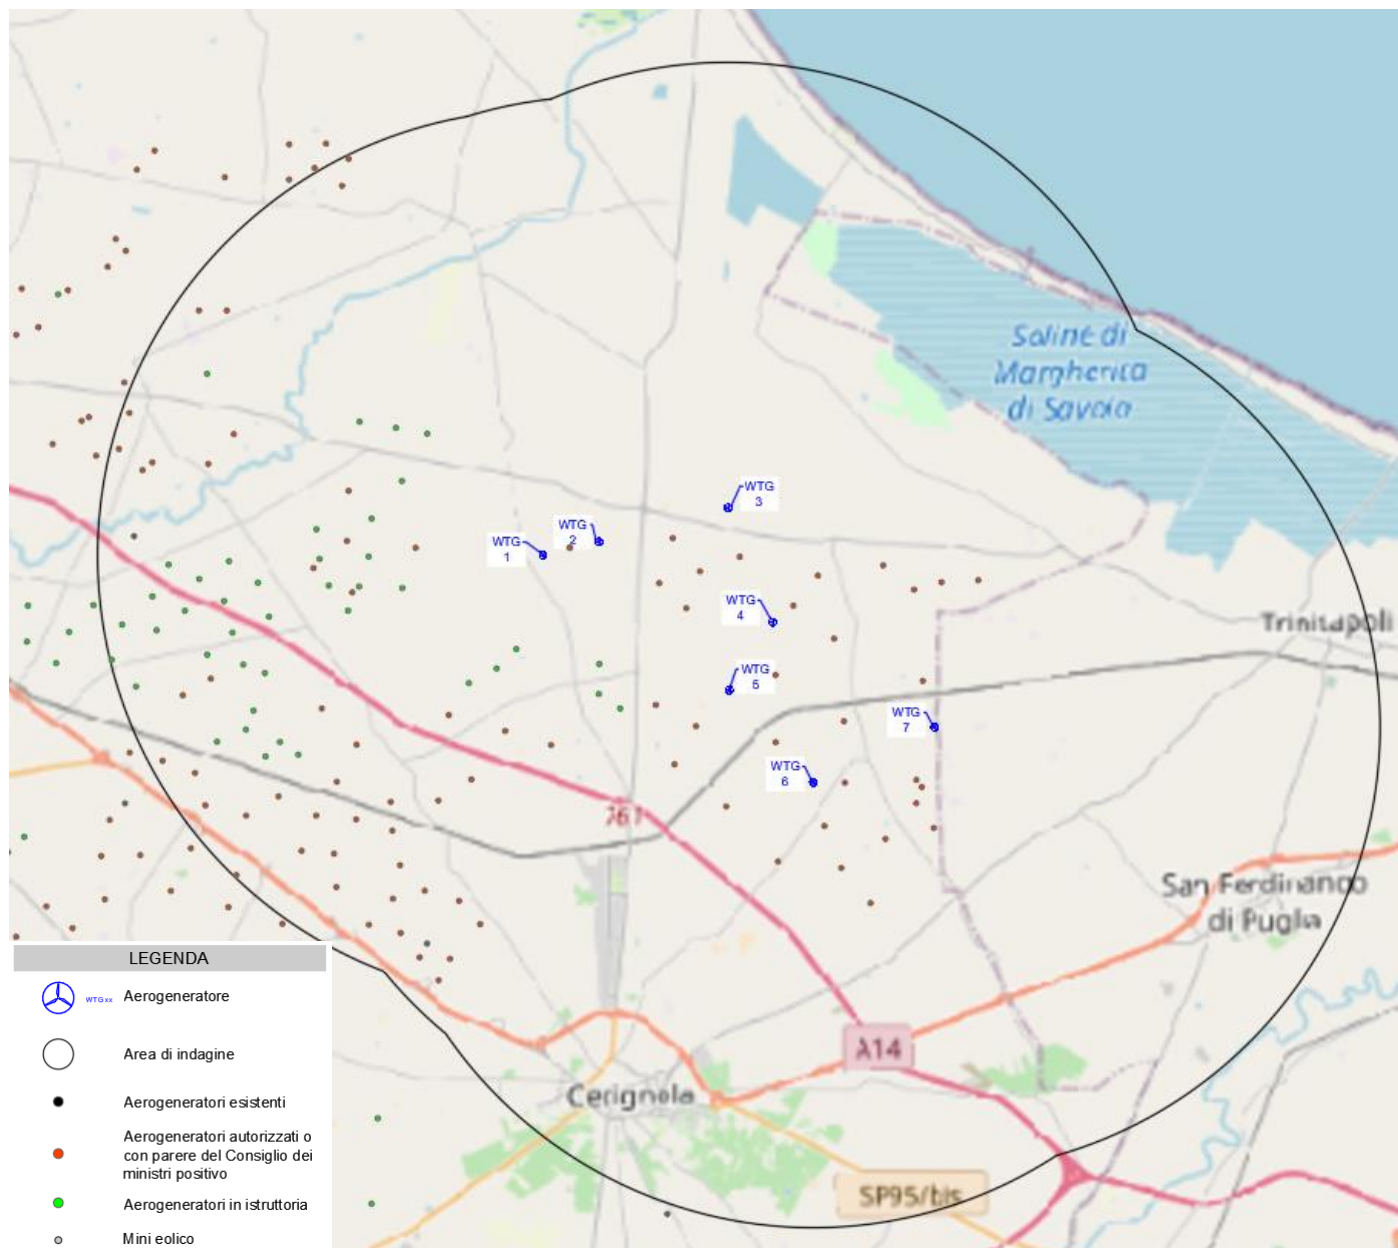 Saline di
Margherita
di Savoia
WTG
3
WTG
2
WTG
1
WTG
4
Trinitapoli
WTG
5
WTG
7
WTG
6
761
San Ferdinando
di Puglia
A14
Cerignola
SP95/bis
LEGENDA
WTGxx Aerogeneratore
Area di indagine
Aerogeneratori esistenti
Aerogeneratori autorizzati o
con parere del Consiglio dei
ministri positivo
Aerogeneratori in istruttoria
Mini eolico